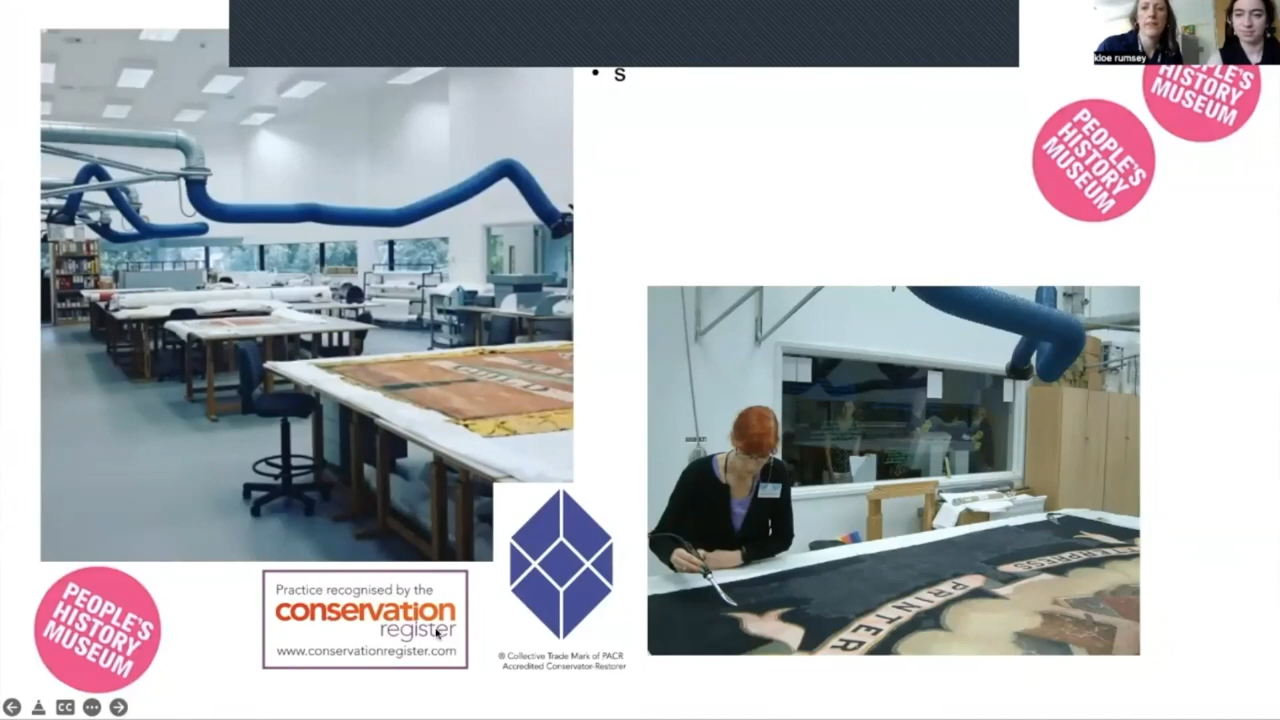 • s
kloe rumsey
PEOPLE'S
HISTORY
MUSEUM
PEOPLE'S
HISTORY
MUSEUM
PRINTER
PEOPLE'S
HISTORY
MUSEUM
Practice recognised by the
conservation
register
www.conservationregister.com
® Collective Trade Mark of PACR
Accredited Conservator-Restorer
CC